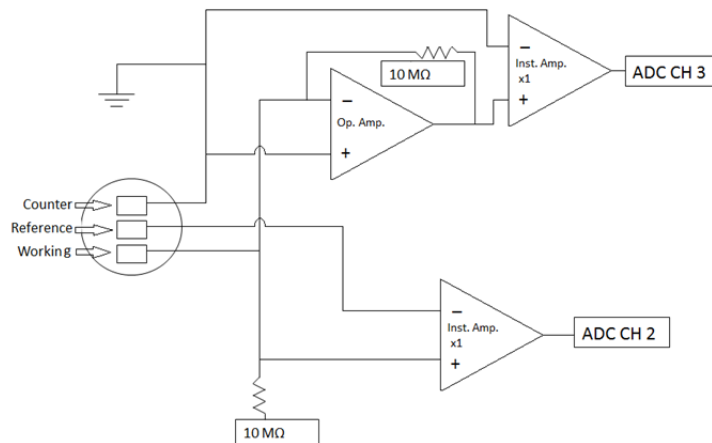 10 MΩ
−
Inst. Amp.
x1
+
ADC CH 3
−
Op. Amp.
+
Counter
Reference
Working
−
Inst. Amp.
x1
+
ADC CH 2
10 MΩ